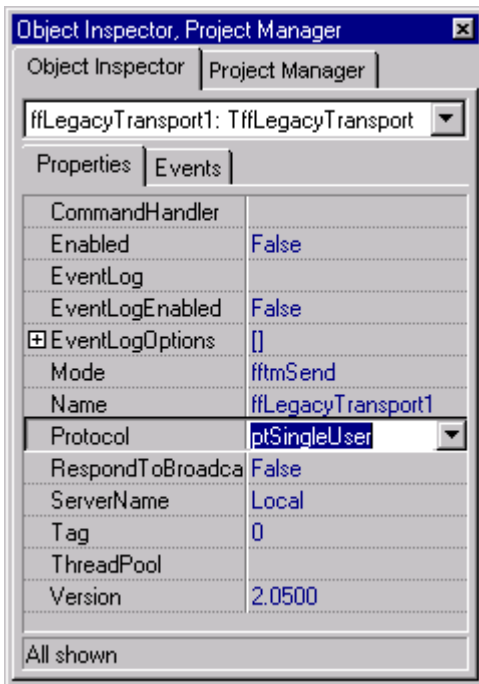 Object Inspector, Project Manager
Object Inspector Project Manager
ffLegacyTransport1: TffLegacyTransport
Properties Events
CommandHandler
Enabled False
EventLog
EventLogEnabled False
EventLogOptions []
Mode fftmSend
Name ffLegacyTransport1
Protocol ptSingleUser
RespondToBroadca False
ServerName Local
Tag 0
ThreadPool
Version 2.0500
All shown